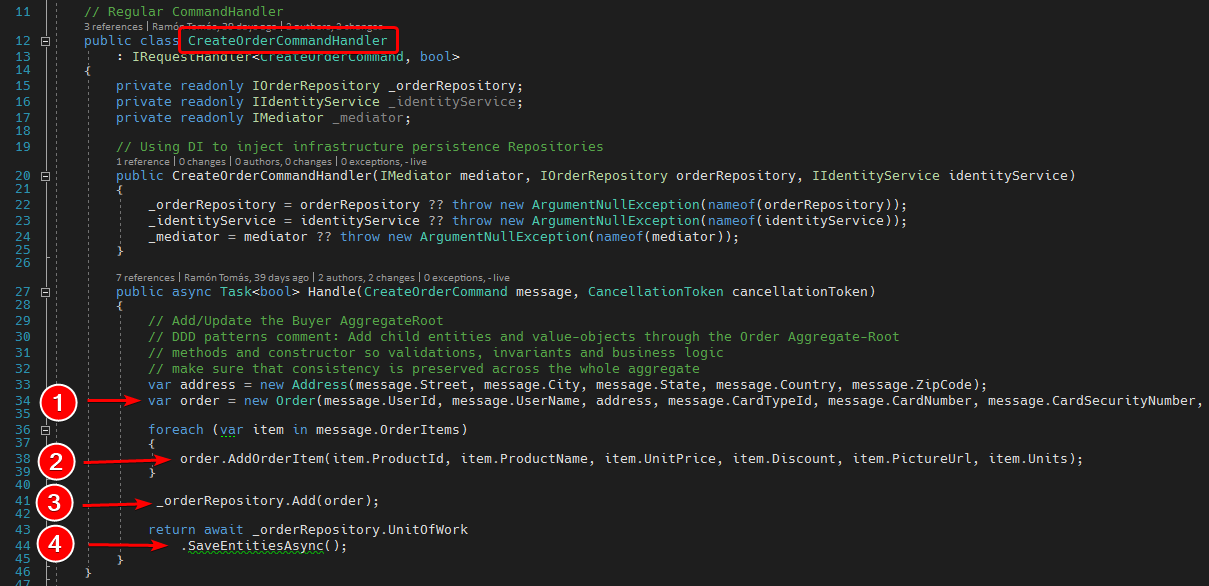 11 // Regular CommandHandler
3 references | Ramón Tomás, 39 days ago | 2 authors, 2 changes
12 public class CreateOrderCommandHandler
13 : IRequestHandler<CreateOrderCommand, bool>
14 {
15 private readonly IOrderRepository _orderRepository;
16 private readonly IIdentityService _identityService;
17 private readonly IMediator _mediator;
18
19 // Using DI to inject infrastructure persistence Repositories
1 reference | 0 changes | 0 authors, 0 changes | 0 exceptions, - live
20 public CreateOrderCommandHandler(IMediator mediator, IOrderRepository orderRepository, IIdentityService identityService)
21 {
22 _orderRepository = orderRepository ?? throw new ArgumentNullException(nameof(orderRepository));
23 _identityService = identityService ?? throw new ArgumentNullException(nameof(identityService));
24 _mediator = mediator ?? throw new ArgumentNullException(nameof(mediator));
25 }
26
7 references | Ramón Tomás, 39 days ago | 2 authors, 2 changes | 0 exceptions, - live
27 public async Task<bool> Handle(CreateOrderCommand message, CancellationToken cancellationToken)
28 {
29 // Add/Update the Buyer AggregateRoot
30 // DDD patterns comment: Add child entities and value-objects through the Order Aggregate-Root
31 // methods and constructor so validations, invariants and business logic
32 // make sure that consistency is preserved across the whole aggregate
33 var address = new Address(message.Street, message.City, message.State, message.Country, message.ZipCode);
34 1 var order = new Order(message.UserId, message.UserName, address, message.CardTypeId, message.CardNumber, message.CardSecurityNumber,
35
36 foreach (var item in message.OrderItems)
37 {
38 2 order.AddOrderItem(item.ProductId, item.ProductName, item.UnitPrice, item.Discount, item.PictureUrl, item.Units);
39 }
40
41 3 _orderRepository.Add(order);
42
43 return await _orderRepository.UnitOfWork
44 4 .SaveEntitiesAsync();
45 }
46 }
47